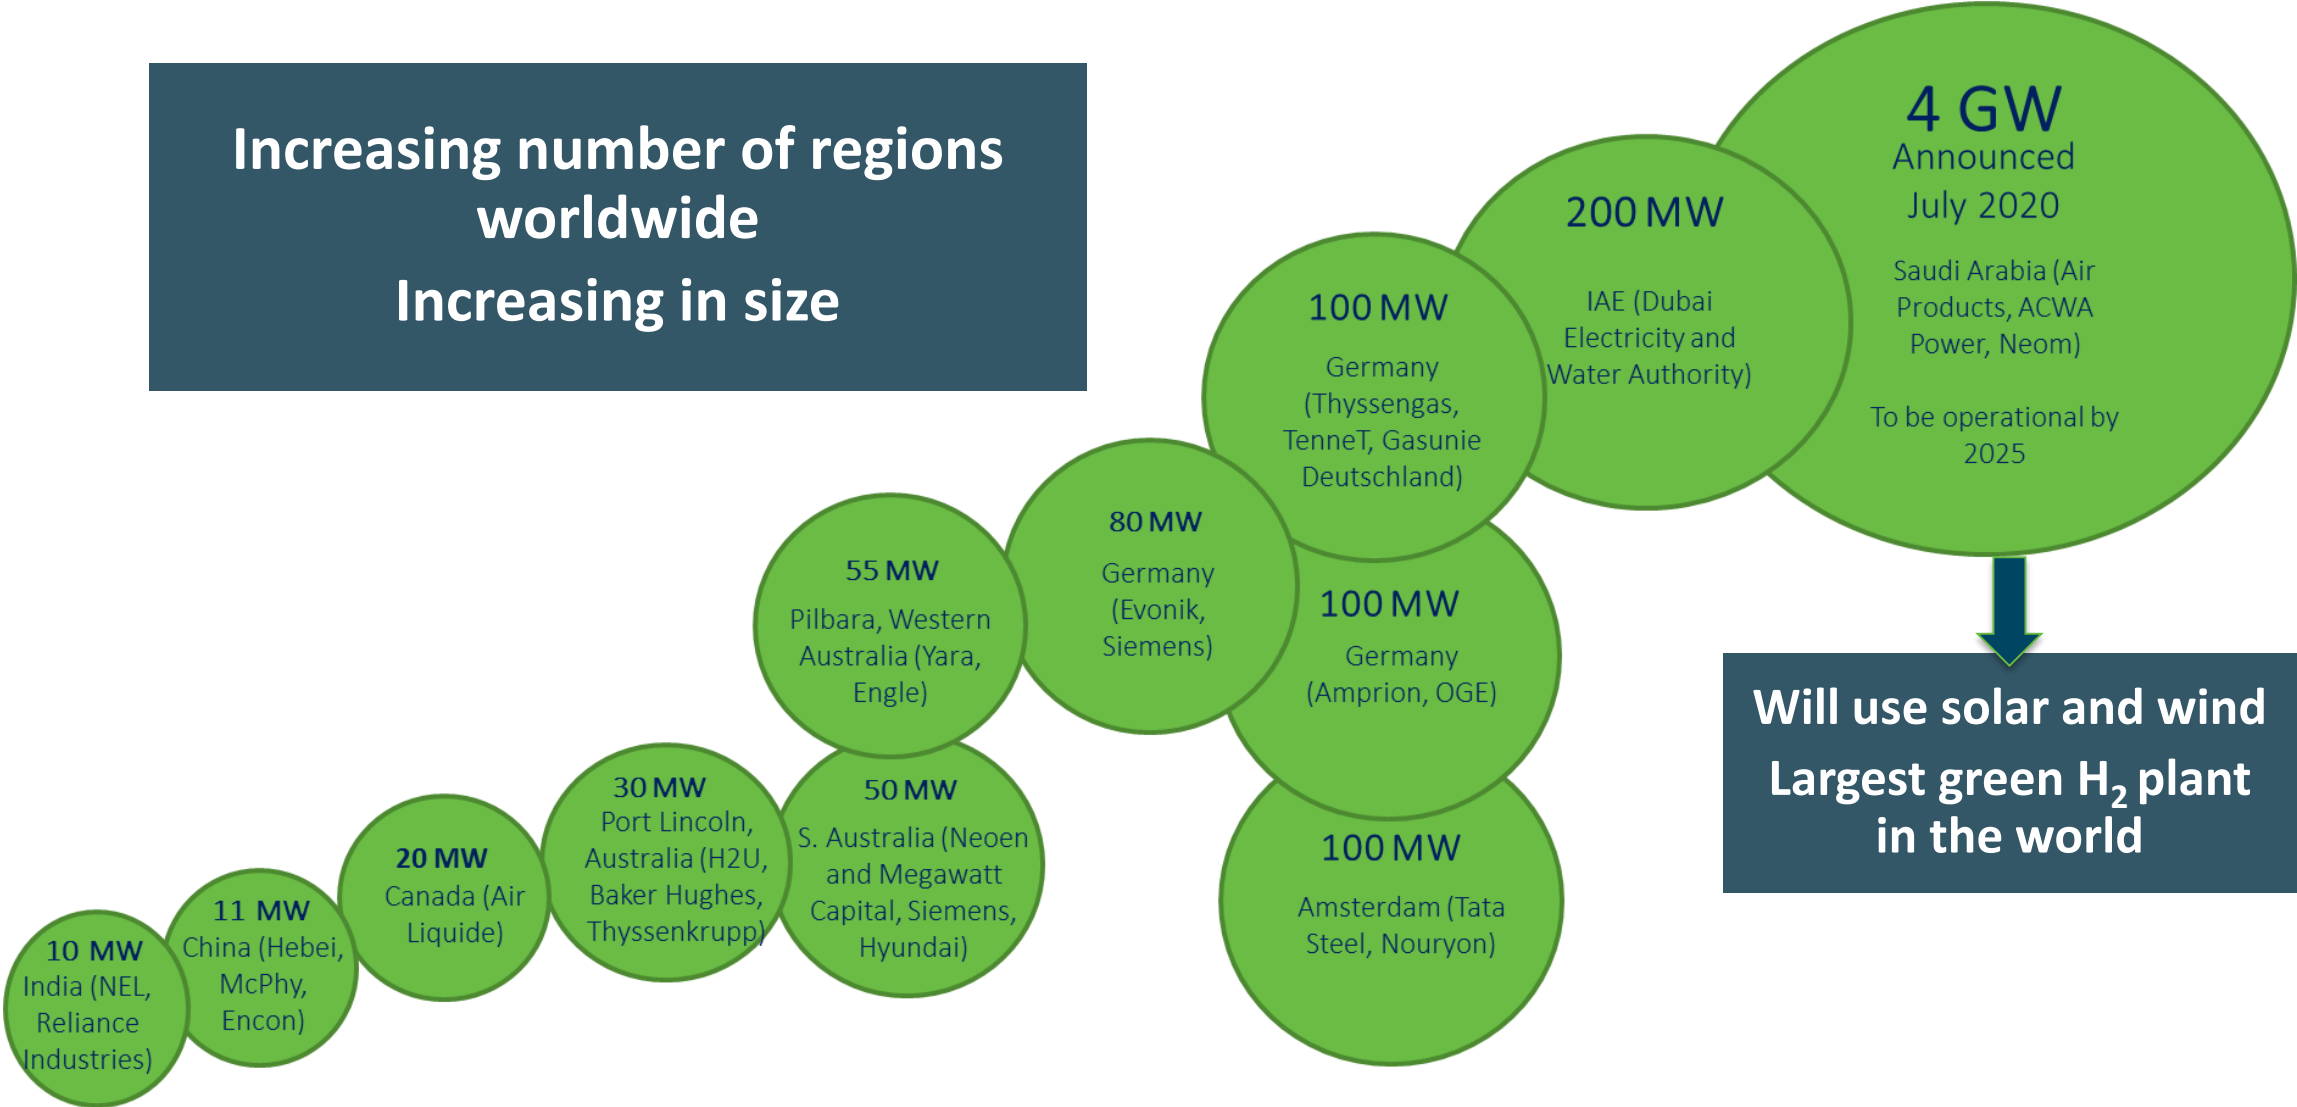 Increasing number of regions
worldwide
Increasing in size
10 MW
India (NEL,
Reliance
Industries)
11 MW
China (Hebei,
McPhy,
Encon)
20 MW
Canada (Air
Liquide)
30 MW
Port Lincoln,
Australia (H2U,
Baker Hughes,
Thyssenkrupp)
50 MW
S. Australia (Neoen
and Megawatt
Capital, Siemens,
Hyundai)
55 MW
Pilbara, Western
Australia (Yara,
Engle)
80 MW
Germany
(Evonik,
Siemens)
100 MW
Germany
(Thyssengas,
TenneT, Gasunie
Deutschland)
100 MW
Germany
(Amprion, OGE)
100 MW
Amsterdam (Tata
Steel, Nouryon)
200 MW
IAE (Dubai
Electricity and
Water Authority)
4 GW
Announced
July 2020
Saudi Arabia (Air
Products, ACWA
Power, Neom)
To be operational by
2025
Will use solar and wind
Largest green H₂ plant
in the world